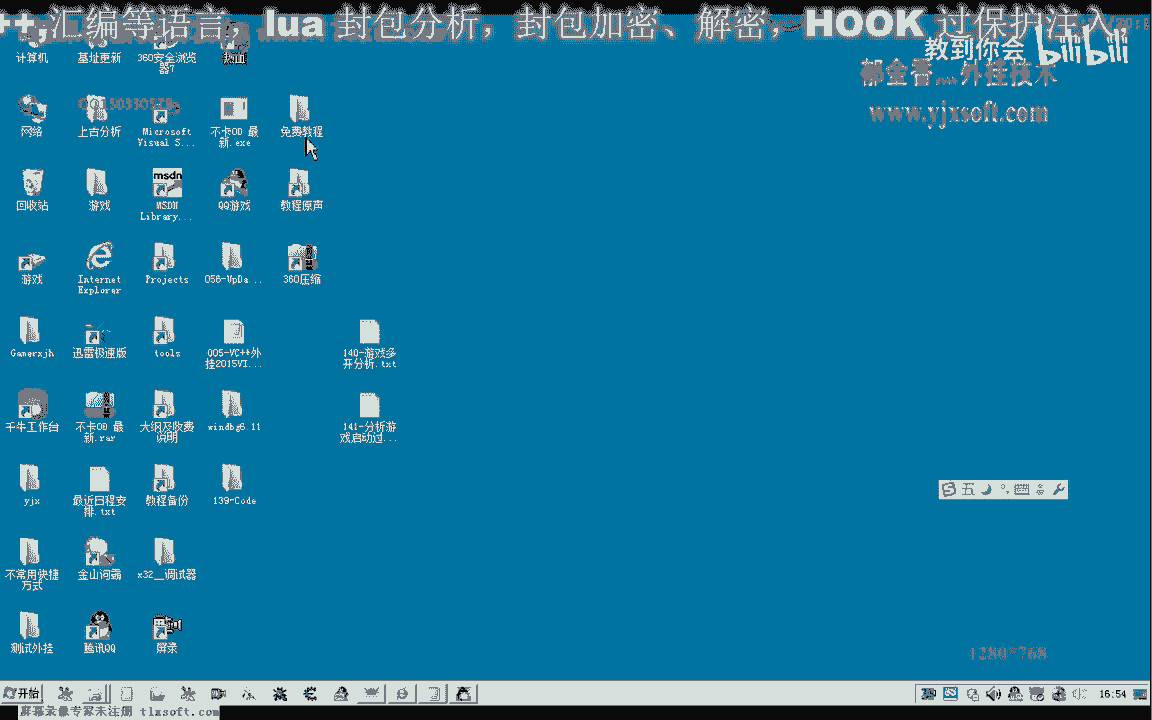 ++,汇编等语言，lua 封包分析，封包加密、解密，HOOK 过保护注入，
教到你会
bilibili
郁金香灬外挂技术
www.yjxsoft.com
计算机
基址更新
360安全浏览器7
热血
网络
上古分析
Microsoft Visual S...
不卡OD 最新.exe
免费教程
回收站
游戏
msdn
MSDN Library...
QQ游戏
教程原声
游戏
Internet Explorer
Projects
056-VpDa...
360压缩
Gamerxjh
迅雷极速版
tools
005-VC++外挂2015VI...
140-游戏多开分析.txt
千牛工作台
不卡OD 最新.rar
大纲及收费说明
windbg6.11
141-分析游戏启动过...
yjx
最近日程安排.txt
教程备份
139-Code
五
不常用快捷方式
金山词霸
x32__调试器
测试外挂
腾讯QQ
屏录
1280*768
开始
16:54
屏幕录像专家未注册 tlxsoft.com